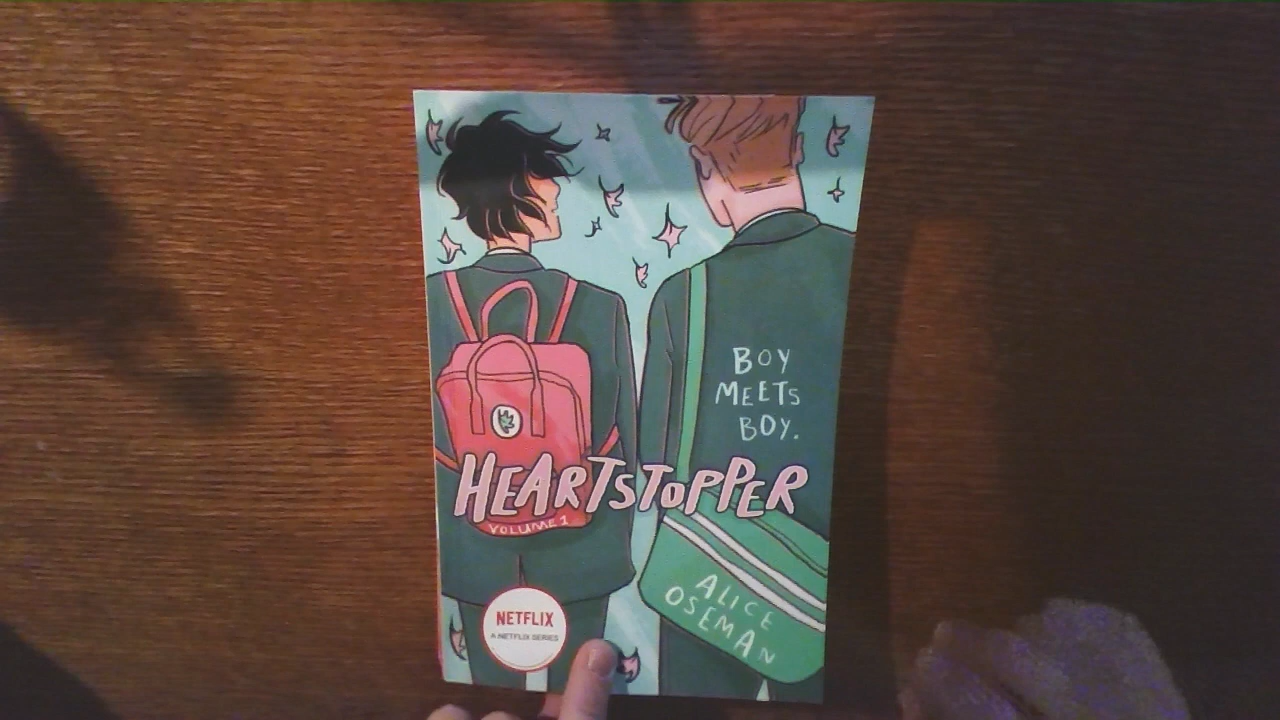 BOY
MEETS
BOY.
HEARTSTOPPER
VOLUME 1
ALICE
OSEMAN
NETFLIX
A NETFLIX SERIES